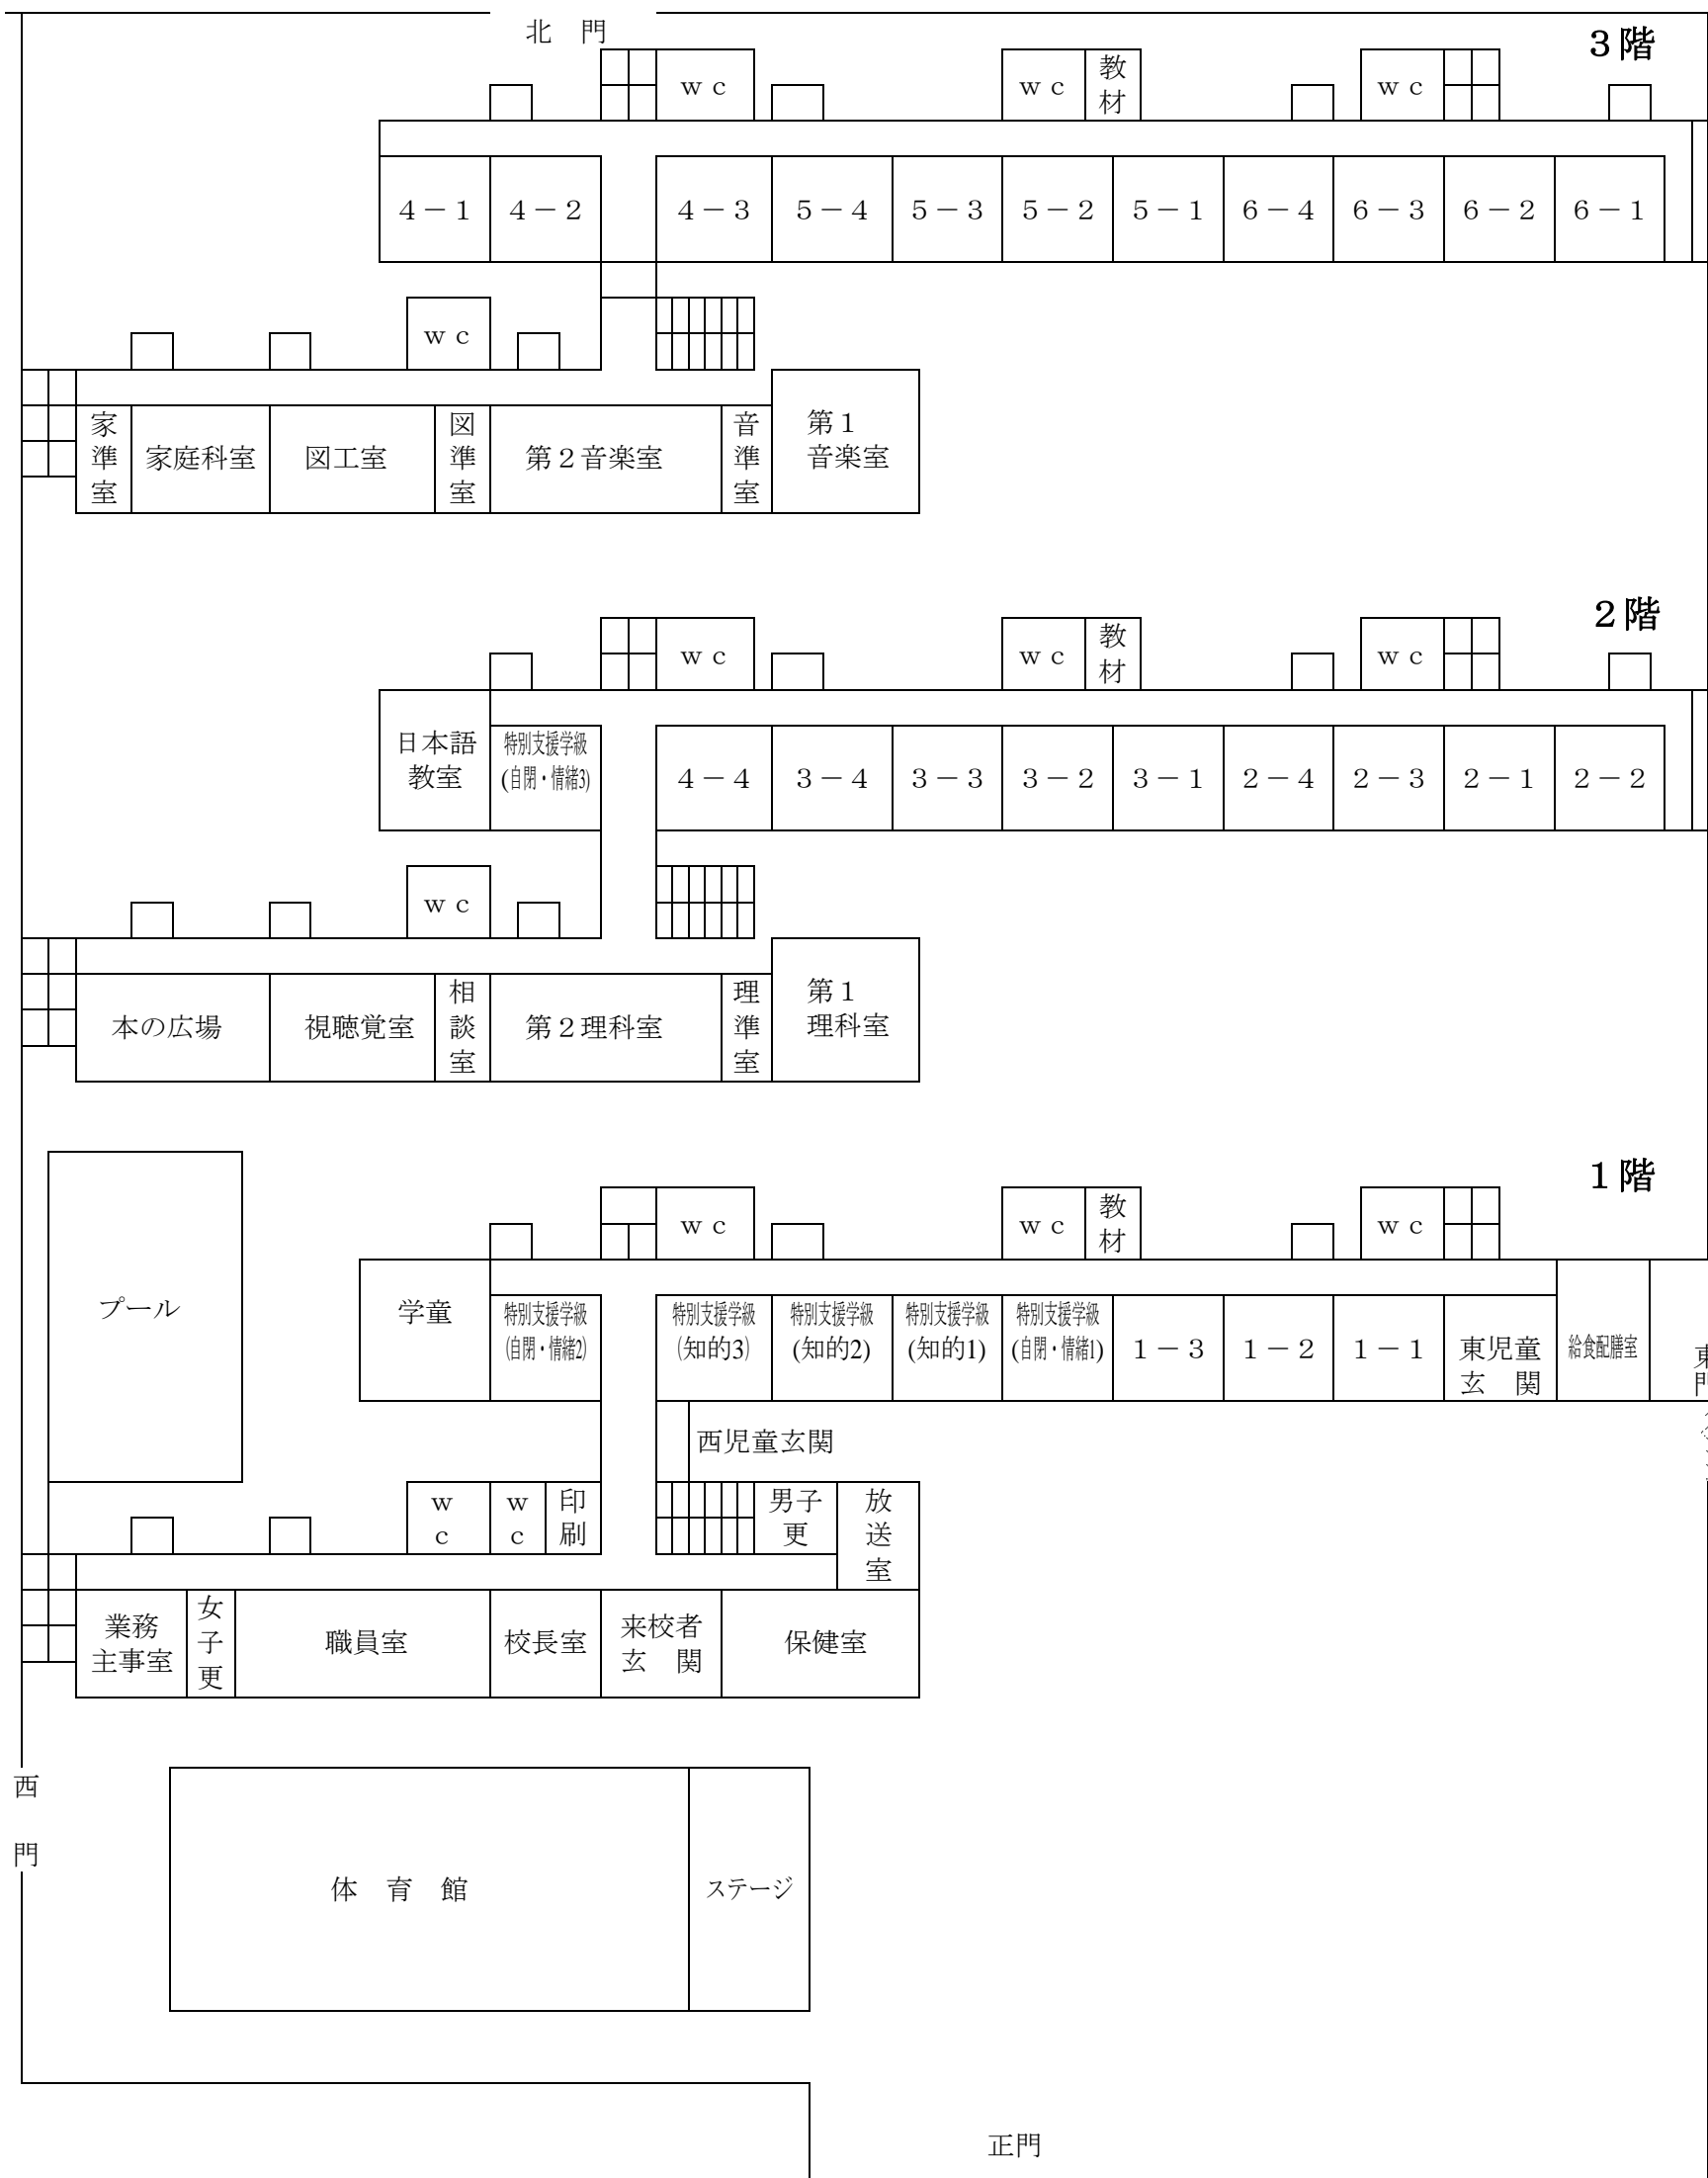 北　門
３階
ｗｃ
ｗｃ
教
材
ｗｃ
４－１
４－２
４－３
５－４
５－３
５－２
５－１
６－４
６－３
６－２
６－１
ｗｃ
家
準
室
家庭科室
図工室
図
準
室
第２音楽室
音
準
室
第１
音楽室
２階
ｗｃ
ｗｃ
教
材
ｗｃ
日本語
教室
特別支援学級
(自閉・情緒3)
４－４
３－４
３－３
３－２
３－１
２－４
２－３
２－１
２－２
ｗｃ
本の広場
視聴覚室
相
談
室
第２理科室
理
準
室
第１
理科室
１階
プール
ｗｃ
ｗｃ
教
材
ｗｃ
学童
特別支援学級
(自閉・情緒2)
特別支援学級
(知的3)
特別支援学級
(知的2)
特別支援学級
(知的1)
特別支援学級
(自閉・情緒1)
１－３
１－２
１－１
東児童
玄　関
給食配膳室
西児童玄関
ｗ
ｃ
ｗ
ｃ
印
刷
男子
更
放
送
室
業務
主事室
女
子
更
職員室
校長室
来校者
玄　関
保健室
西
門
体　育　館
ステージ
正門